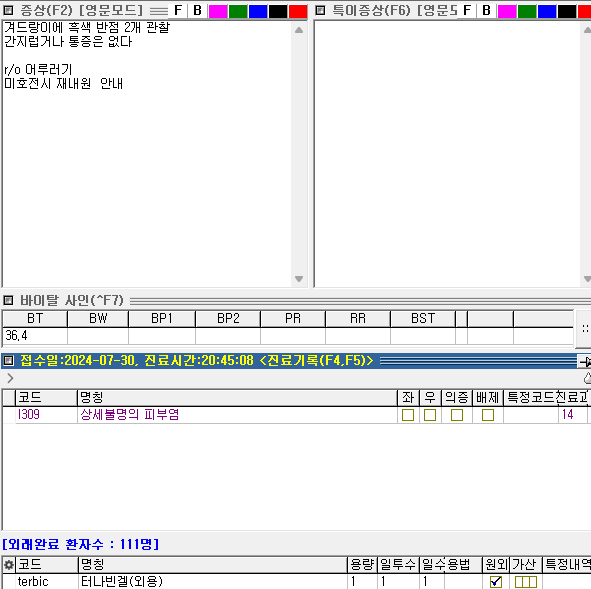 증상(F2) [영문모드] F B
특이증상(F6) [영문모 F B
겨드랑이에 흑색 반점 2개 관찰
간지럽거나 통증은 없다
r/o 어루러기
미호전시 재내원 안내
바이탈 사인(^F7)
BT BW BP1 BP2 PR RR BST
36.4
접수일:2024-07-30, 진료시간:20:45:08 <진료기록(F4,F5)>
코드 명칭 좌 우 의증 배제 특정코드 진료과
L309 상세불명의 피부염 14
[외래완료 환자수 : 111명]
코드 명칭 용량 1일투수 일수 용법 원외 가산 특정내역
terbic 터나빈겔(외용) 1 1 1